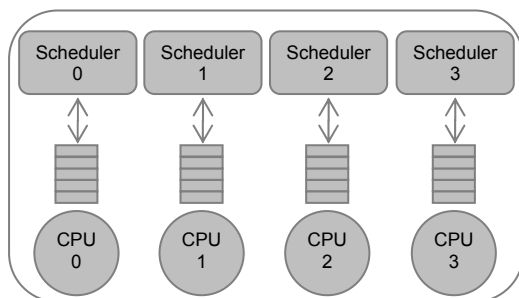 Scheduler
0
Scheduler
1
Scheduler
2
Scheduler
3
CPU
0
CPU
1
CPU
2
CPU
3